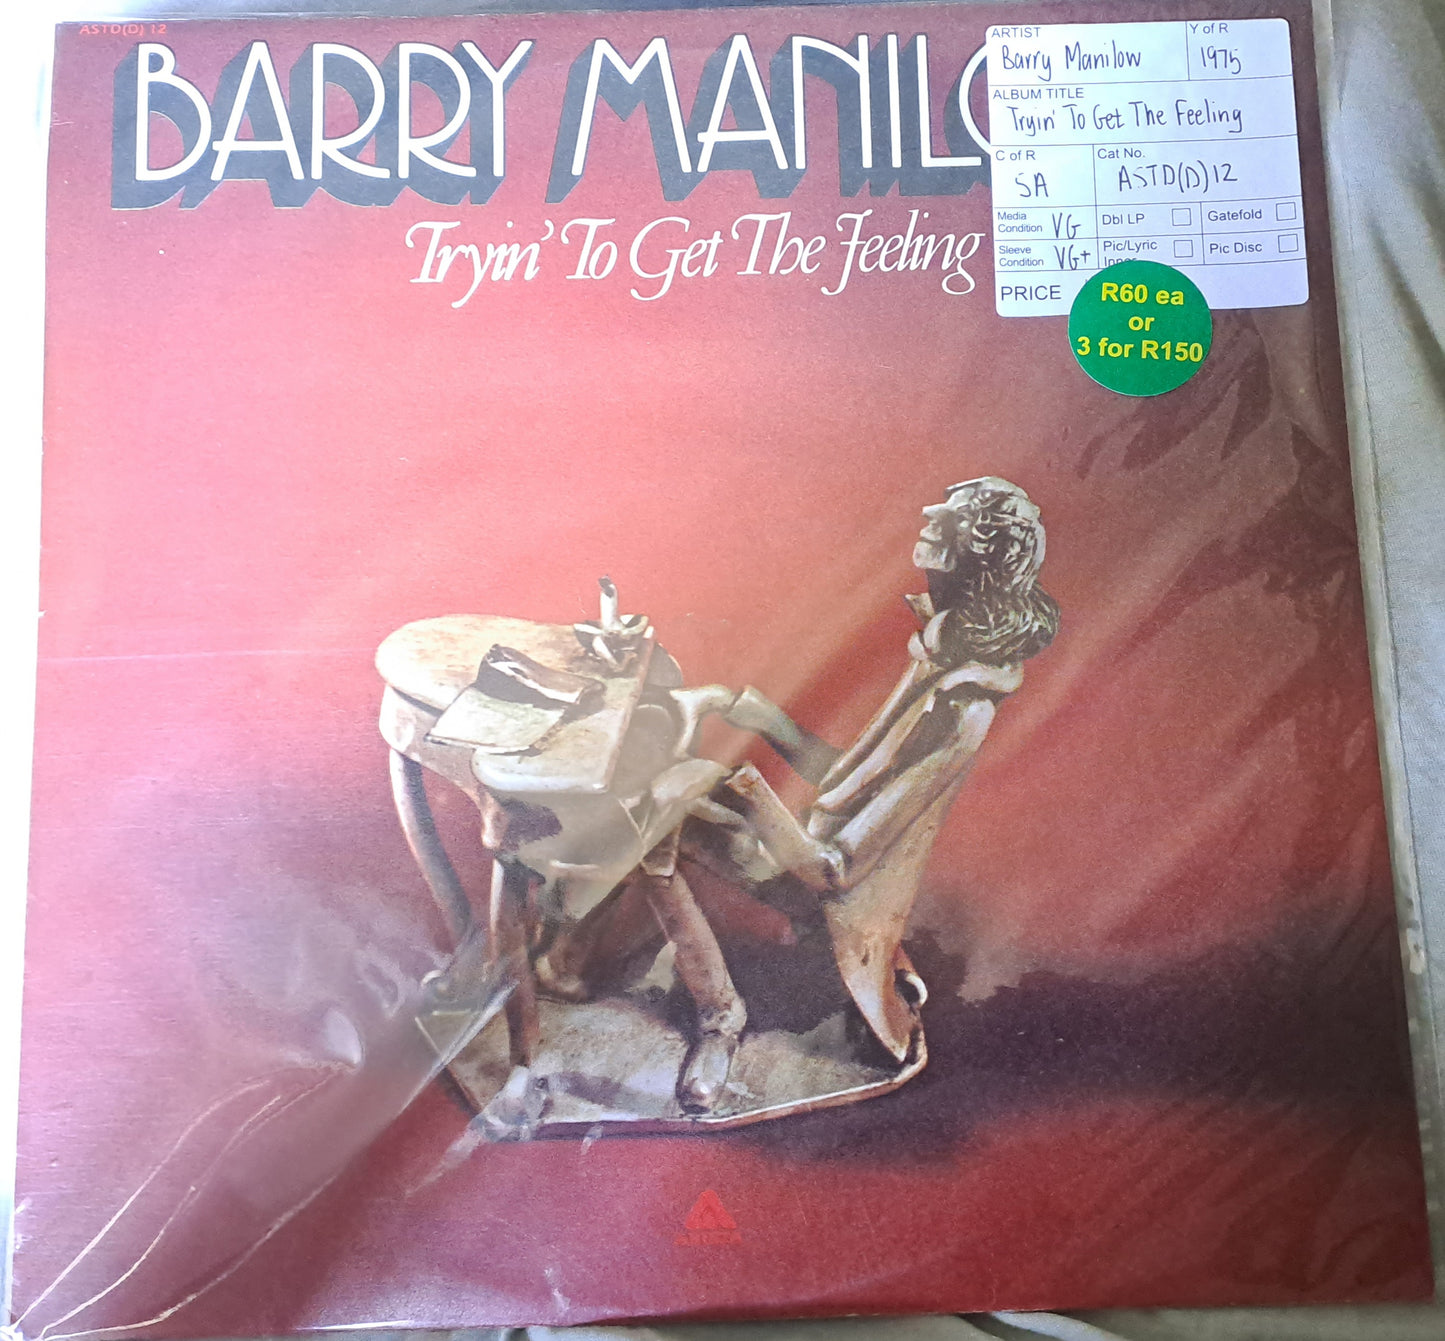 ASTD(D) 12
BARRY MANILO
Tryin' To Get The Feeling
ARTIST
Barry Manilow
Y of R
1975
ALBUM TITLE
Tryin' To Get The Feeling
C of R
SA
Cat No.
ASTD(D)12
Media Condition VG
Dbl LP
Gatefold
Sleeve Condition VG+
Pic/Lyric
Pic Disc
PRICE
R60 ea
or
3 for R150